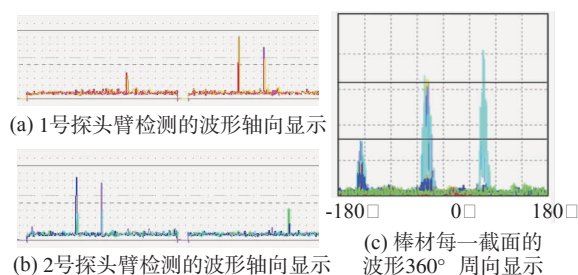 (a) 1号探头臂检测的波形轴向显示
(b) 2号探头臂检测的波形轴向显示
-180□ 0□ 180□
(c) 棒材每一截面的
波形360° 周向显示